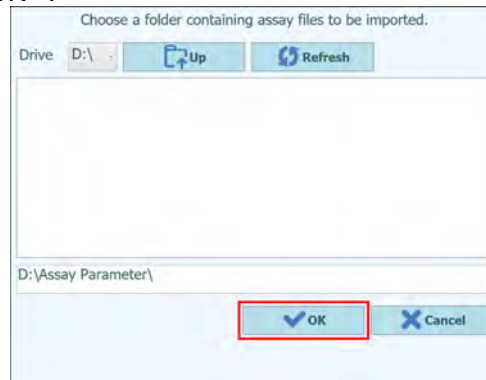 Choose a folder containing assay files to be imported.
Drive D:\ Up Refresh
D:\Assay Parameter\
OK Cancel